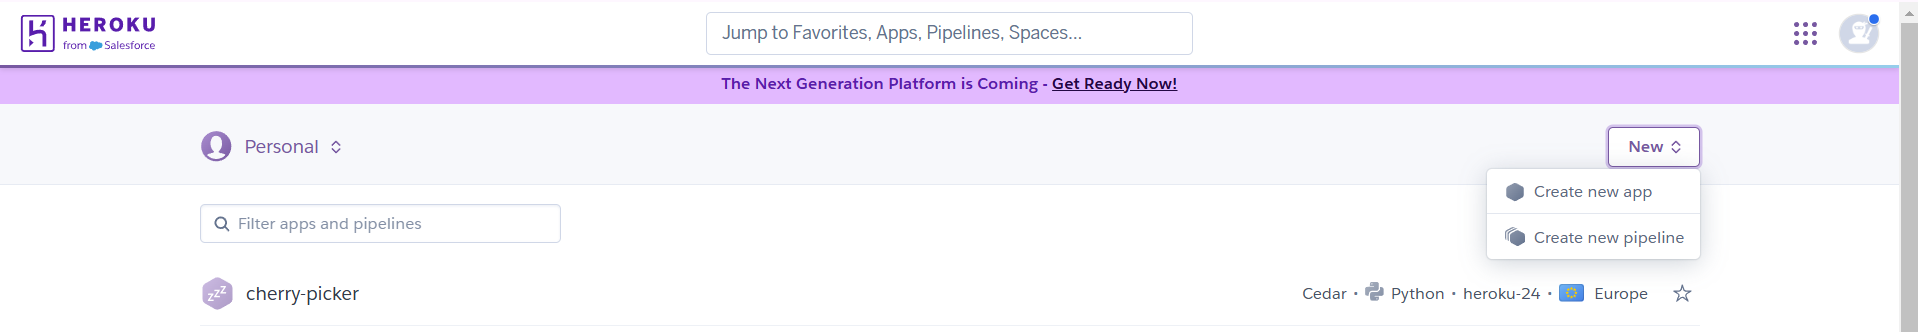 HEROKU
from Salesforce
Jump to Favorites, Apps, Pipelines, Spaces...
The Next Generation Platform is Coming - Get Ready Now!
Personal
New
Create new app
Create new pipeline
Filter apps and pipelines
zzz
cherry-picker
Cedar · Python · heroku-24 · Europe